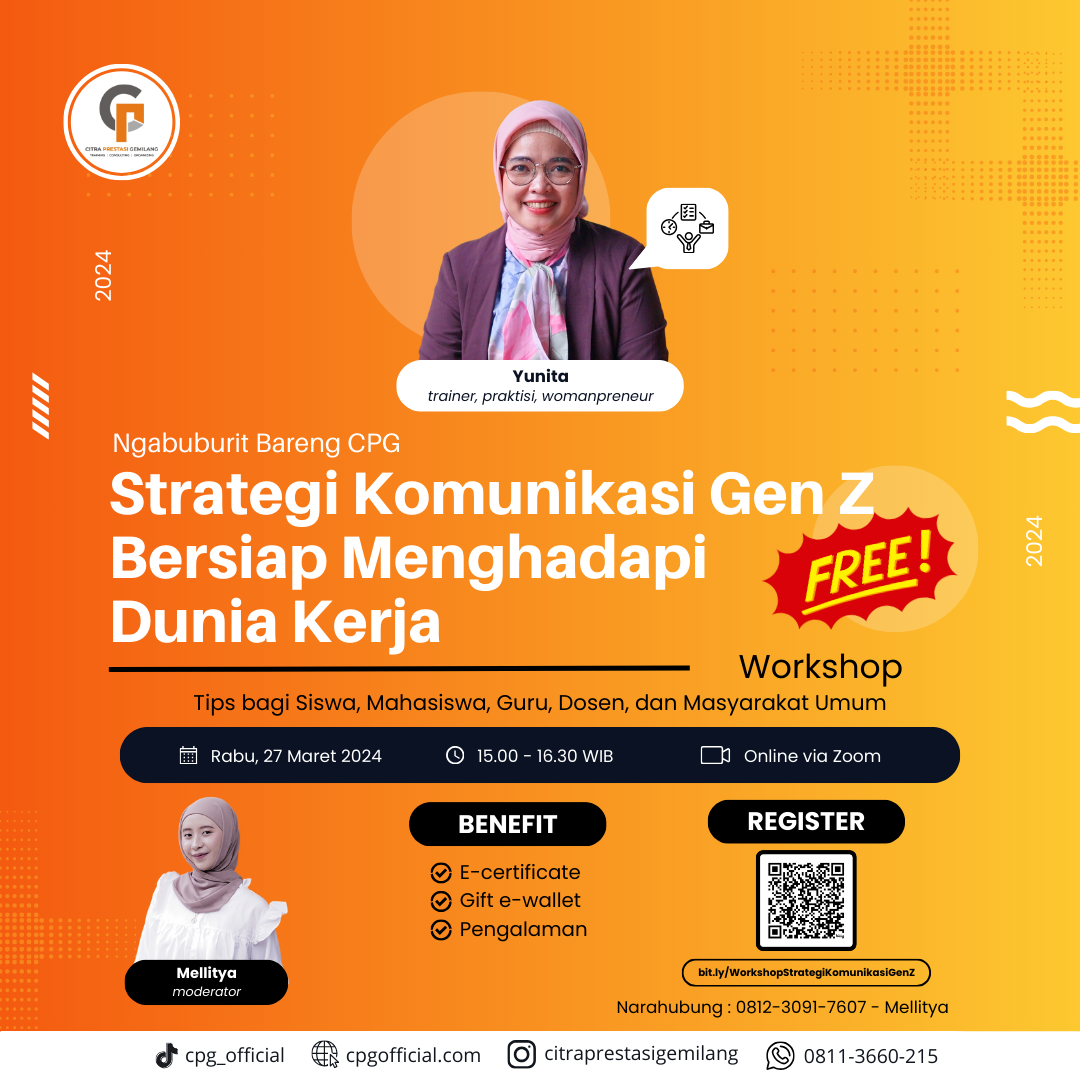 CITRA PRESTASI GEMILANG
TRAINING | CONSULTING | ORGANIZING
2024
Yunita
trainer, praktisi, womanpreneur
Ngabuburit Bareng CPG
Strategi Komunikasi Gen Z
Bersiap Menghadapi
Dunia Kerja
FREE!
2024
Workshop
Tips bagi Siswa, Mahasiswa, Guru, Dosen, dan Masyarakat Umum
Rabu, 27 Maret 2024
15.00 - 16.30 WIB
Online via Zoom
Mellitya
moderator
BENEFIT
E-certificate
Gift e-wallet
Pengalaman
REGISTER
bit.ly/WorkshopStrategiKomunikasiGenZ
Narahubung : 0812-3091-7607 - Mellitya
cpg_official
cpgofficial.com
citraprestasigemilang
0811-3660-215